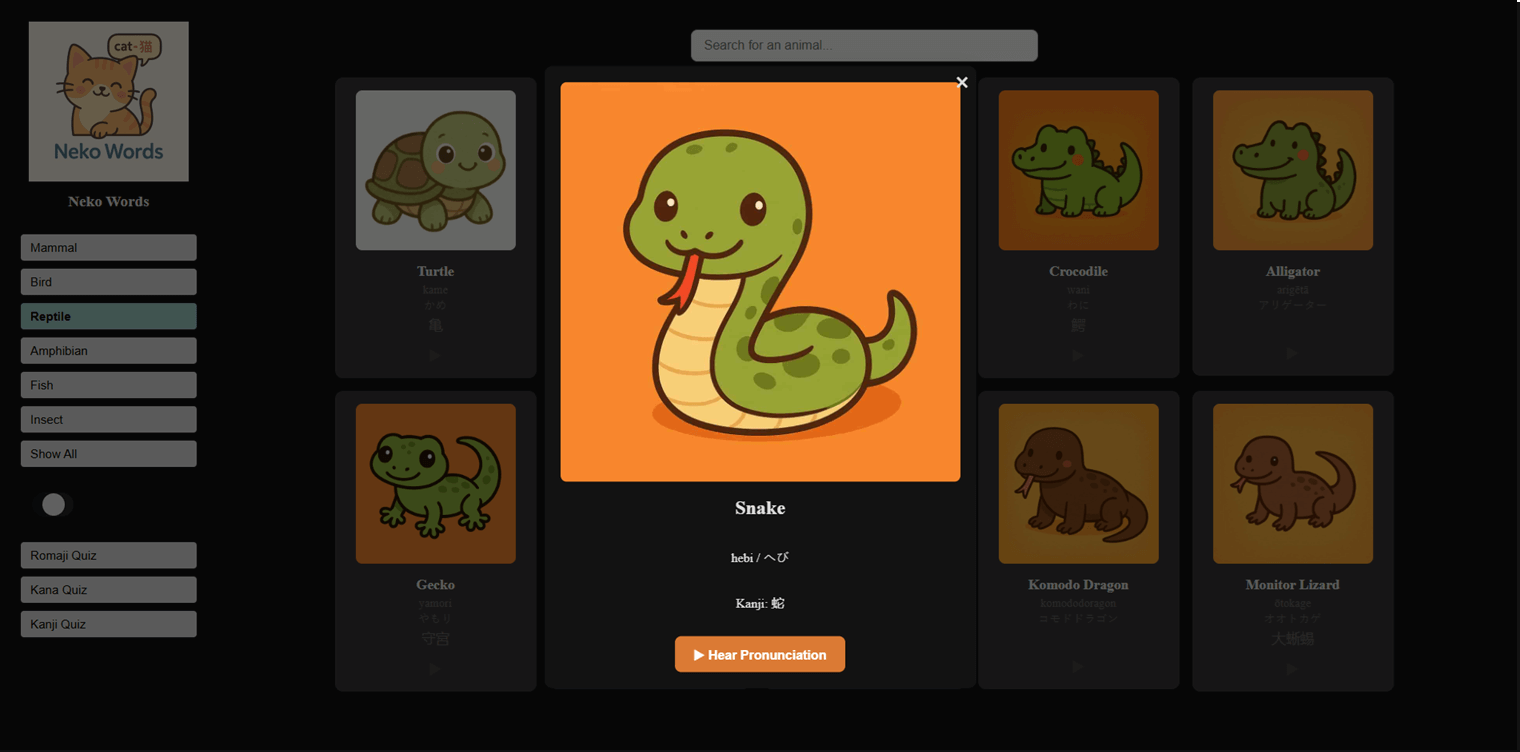 cat-猫
Neko Words
Neko Words
Mammal
Bird
Reptile
Amphibian
Fish
Insect
Show All
Romaji Quiz
Kana Quiz
Kanji Quiz
Search for an animal...
×
Turtle
kame
かめ
亀
Snake
hebi / へび
Kanji: 蛇
▶ Hear Pronunciation
Crocodile
wani
わに
鰐
Alligator
arigētā
アリゲーター
Gecko
yamori
やもり
守宮
Komodo Dragon
komododoragon
コモドドラゴン
Monitor Lizard
ōtokage
オオトカゲ
大蜥蜴